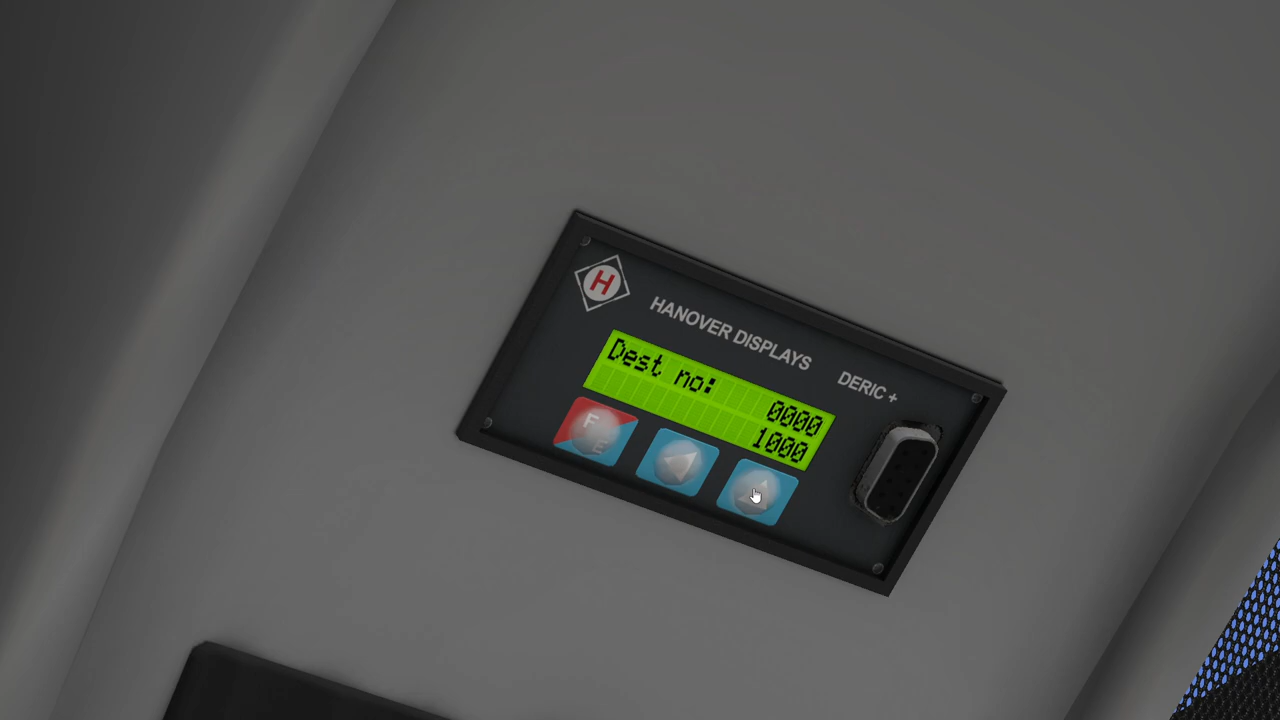 H
HANOVER DISPLAYS
DERIC +
Dest no:
0000
1000
F
E